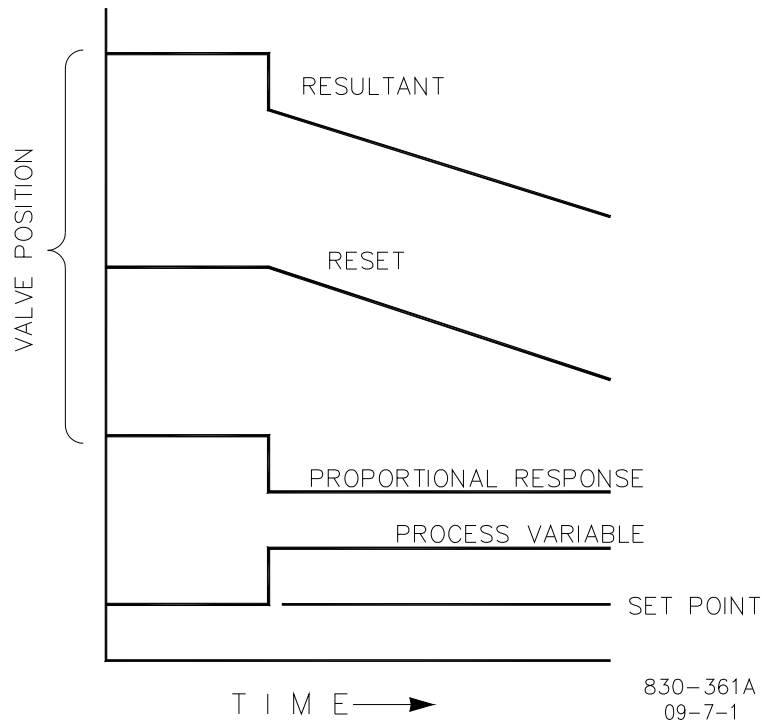 RESULTANT
VALVE POSITION
RESET
PROPORTIONAL RESPONSE
PROCESS VARIABLE
SET POINT
TIME
830-361A
09-7-1